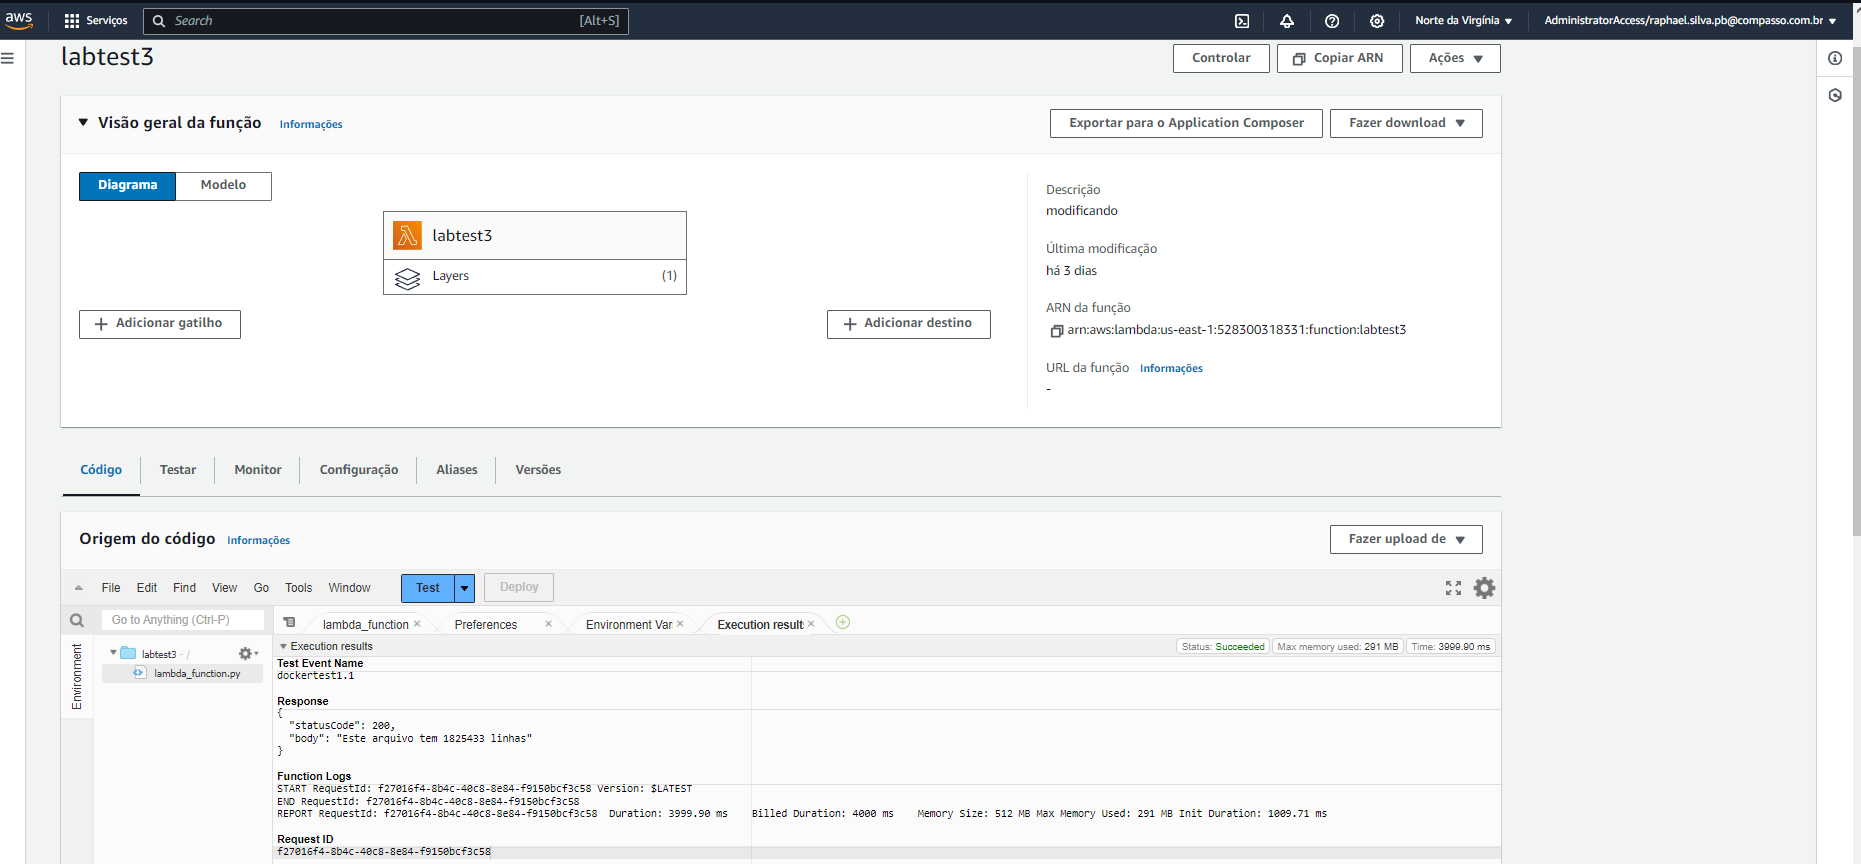 aws Serviços Search [Alt+S] Norte da Virgínia AdministratorAccess/raphael.silva.pb@compasso.com.br
labtest3 Controlar Copiar ARN Ações
Visão geral da função Informações Exportar para o Application Composer Fazer download
Diagrama Modelo
labtest3
Layers (1)
Adicionar gatilho Adicionar destino
Descrição
modificando
Última modificação
há 3 dias
ARN da função
arn:aws:lambda:us-east-1:528300318331:function:labtest3
URL da função Informações
-
Código Testar Monitor Configuração Aliases Versões
Origem do código Informações Fazer upload de
File Edit Find View Go Tools Window Test Deploy
Go to Anything (Ctrl-P) lambda_function Preferences Environment Var Execution results
Environment
labtest3 - /
lambda_function.py
Execution results Status: Succeeded Max memory used: 291 MB Time: 3999.90 ms
Test Event Name
dockertest1.1
Response
{
"statusCode": 200,
"body": "Este arquivo tem 1825433 linhas"
}
Function Logs
START RequestId: f27016f4-8b4c-40c8-8e84-f9150bcf3c58 Version: $LATEST
END RequestId: f27016f4-8b4c-40c8-8e84-f9150bcf3c58
REPORT RequestId: f27016f4-8b4c-40c8-8e84-f9150bcf3c58 Duration: 3999.90 ms Billed Duration: 4000 ms Memory Size: 512 MB Max Memory Used: 291 MB Init Duration: 1009.71 ms
Request ID
f27016f4-8b4c-40c8-8e84-f9150bcf3c58